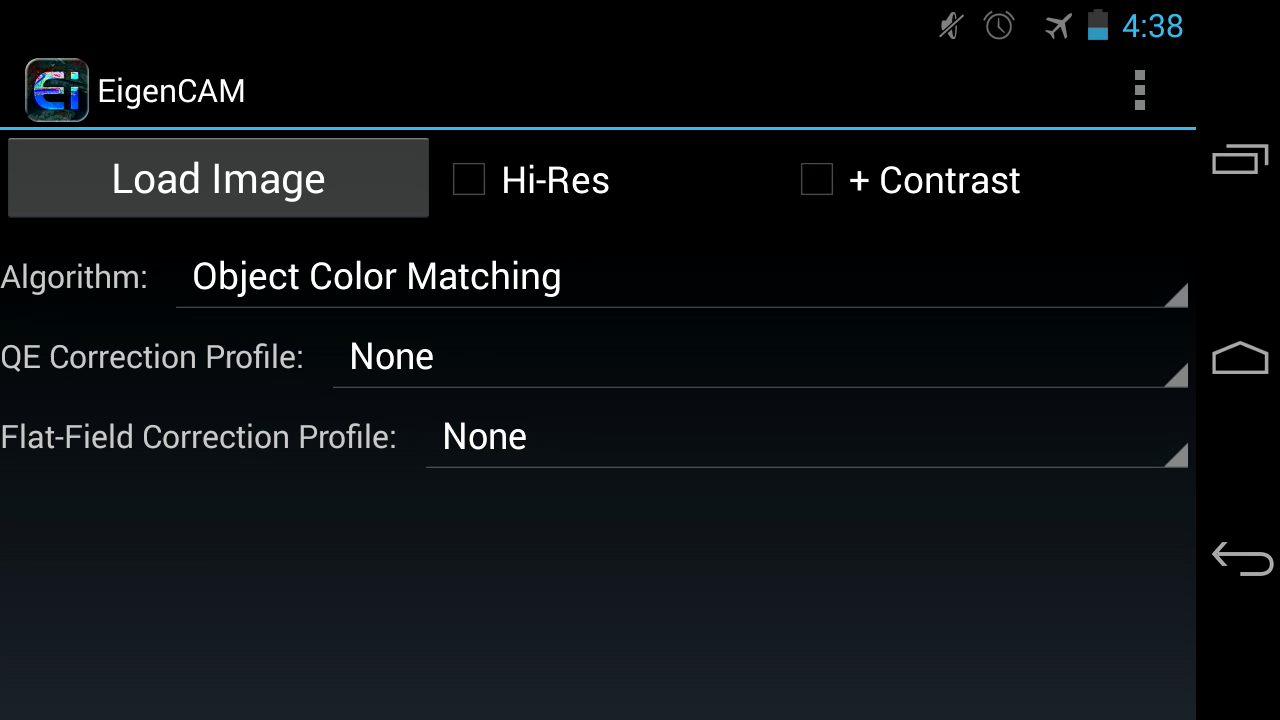 4:38
Ei EigenCAM
Load Image Hi-Res + Contrast
Algorithm: Object Color Matching
QE Correction Profile: None
Flat-Field Correction Profile: None